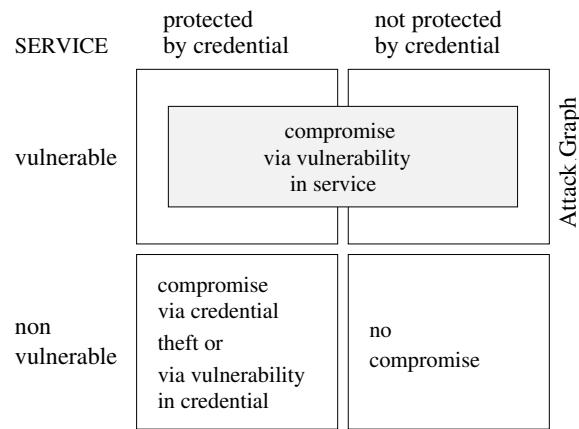 protected
by credential
not protected
by credential
SERVICE
vulnerable
compromise
via vulnerability
in service
Attack Graph
non
vulnerable
compromise
via credential
theft or
via vulnerability
in credential
no
compromise